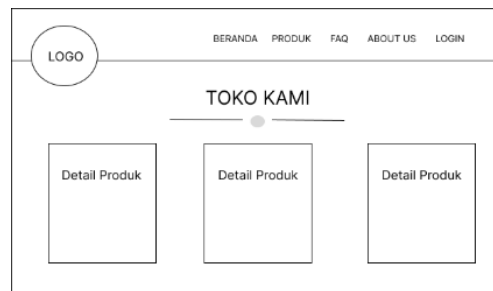 LOGO
BERANDA PRODUK FAQ ABOUT US LOGIN
TOKO KAMI
Detail Produk Detail Produk Detail Produk